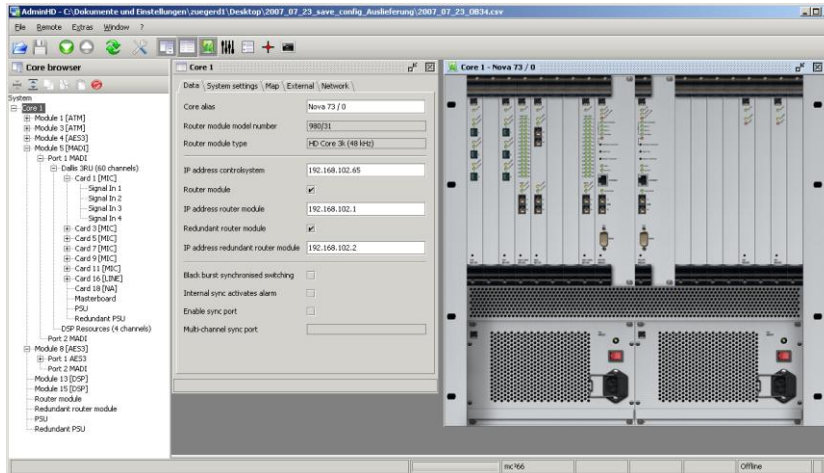 AdminHD - C:\Dokumente und Einstellungen\zuegerd1\Desktop\2007_07_23_save_config_Auslieferung\2007_07_23_0834.csv
File Remote Extras Window ?
Core browser
System
Core 1
Module 1 [ATM]
Module 3 [ATM]
Module 4 [AES3]
Module 5 [MADI]
Port 1 MADI
Dallis 3RU (60 channels)
Card 1 [MIC]
Signal In 1
Signal In 2
Signal In 3
Signal In 4
Card 3 [MIC]
Card 5 [MIC]
Card 7 [MIC]
Card 9 [MIC]
Card 11 [MIC]
Card 16 [LINE]
Card 18 [NA]
Masterboard
PSU
Redundant PSU
DSP Resources (4 channels)
Port 2 MADI
Module 8 [AES3]
Port 1 AES3
Port 2 MADI
Module 13 [DSP]
Module 15 [DSP]
Router module
Redundant router module
PSU
Redundant PSU
Core 1
Data System settings Map External Network
Core alias Nova 73 / 0
Router module model number 980/31
Router module type HD Core 3k (48 kHz)
IP address controlsystem 192.168.102.65
Router module
IP address router module 192.168.102.1
Redundant router module
IP address redundant router module 192.168.102.2
Black burst synchronised switching
Internal sync activates alarm
Enable sync port
Multi-channel sync port
Core 1 - Nova 73 / 0
mc²66 Offline